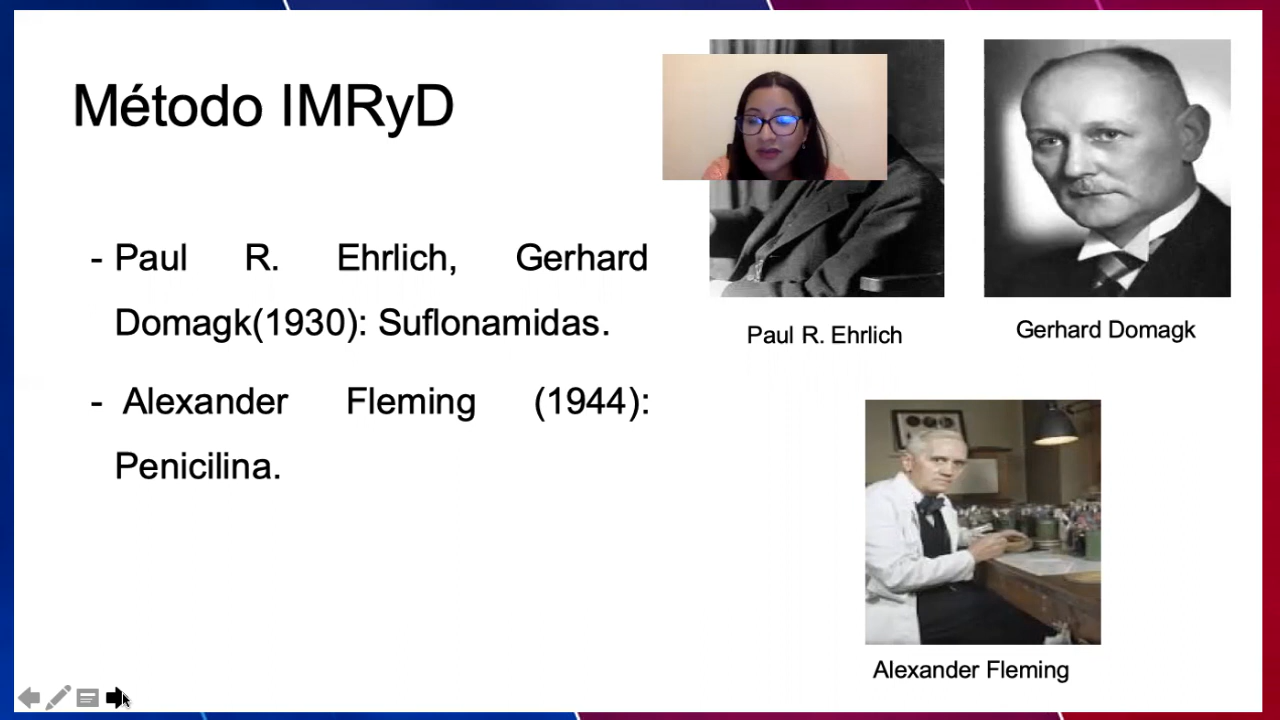 Método IMRyD
- Paul R. Ehrlich, Gerhard
Domagk(1930): Suflonamidas.
- Alexander Fleming (1944):
Penicilina.
Paul R. Ehrlich
Gerhard Domagk
Alexander Fleming